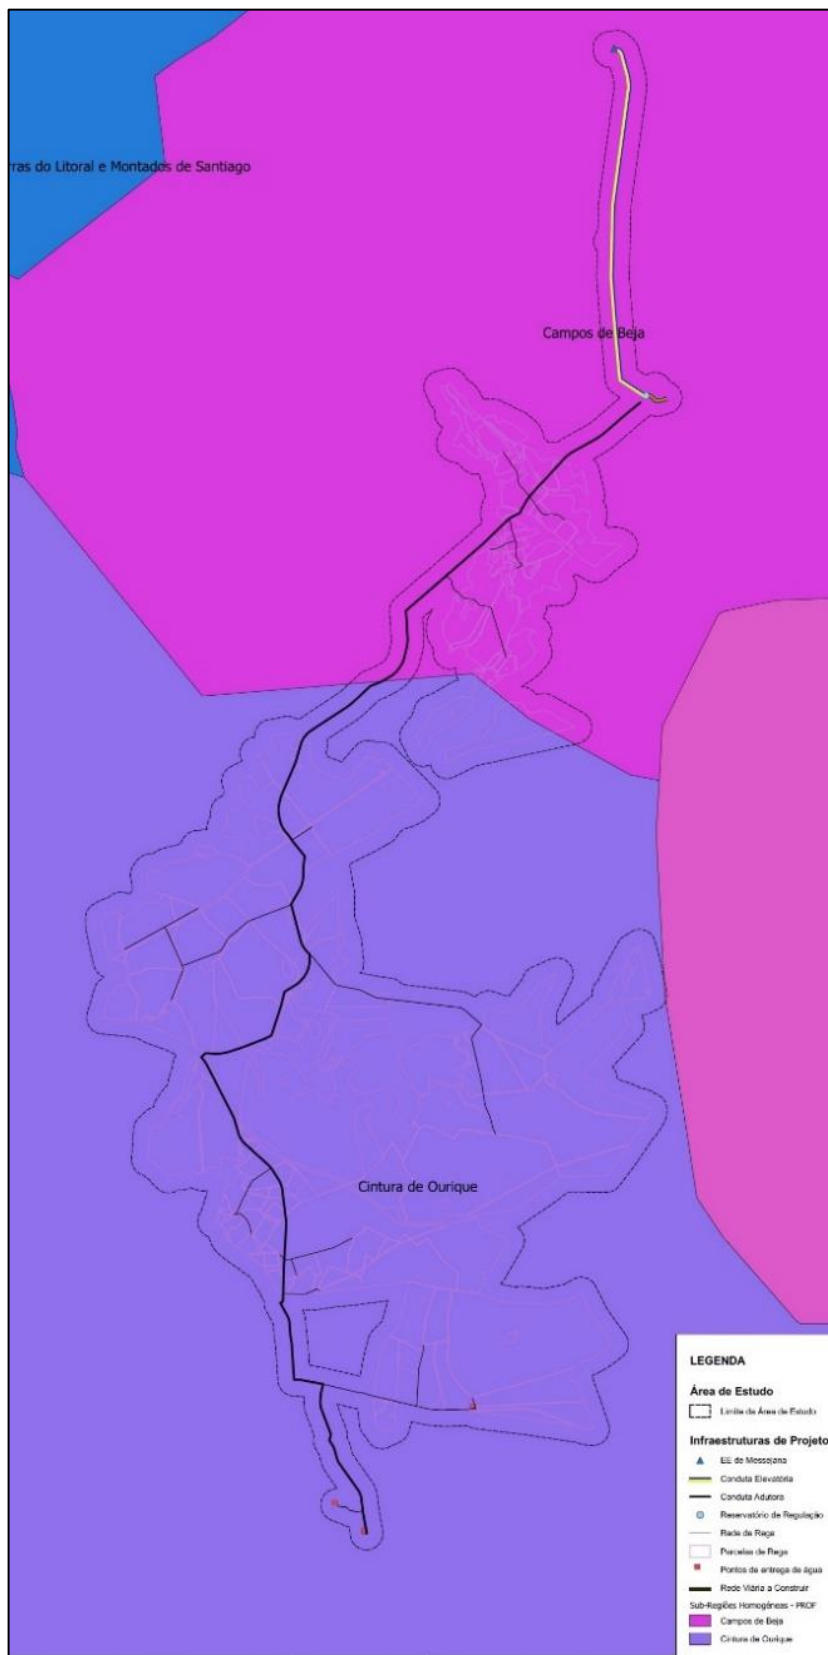 rras do Litoral e Montados de Santiago
Campos de Beja
Cintura de Ourique
LEGENDA
Área de Estudo
Limite da Área de Estudo
Infraestruturas de Projeto
EE de Messejana
Conduta Elevatória
Conduta Adutora
Reservatório de Regulação
Rede de Rega
Parcelas de Rega
Pontos de entrega de água
Rede Viária a Construir
Sub-Regiões Homogéneas - PROF
Campos de Beja
Cintura de Ourique